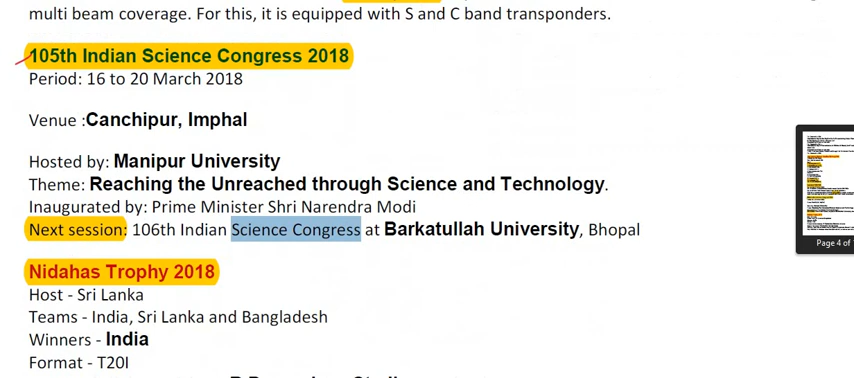 multi beam coverage. For this, it is equipped with S and C band transponders.
105th Indian Science Congress 2018
Period: 16 to 20 March 2018
Venue :Canchipur, Imphal
Hosted by: Manipur University
Theme: Reaching the Unreached through Science and Technology.
Inaugurated by: Prime Minister Shri Narendra Modi
Next session: 106th Indian Science Congress at Barkatullah University, Bhopal
Page 4 of
Nidahas Trophy 2018
Host - Sri Lanka
Teams - India, Sri Lanka and Bangladesh
Winners - India
Format - T20I